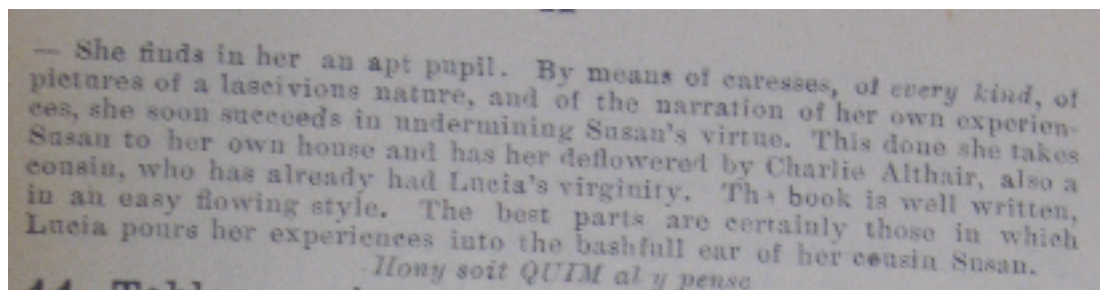 — She finds in her an apt pupil. By means of caresses, of every kind, of
pictures of a lascivious nature, and of the narration of her own experien-
ces, she soon succeeds in undermining Susan's virtue. This done she takes
Susan to her own house and has her deflowered by Charlie Althair, also a
cousin, who has already had Lucia's virginity. The book is well written,
in an easy flowing style. The best parts are certainly those in which
Lucia pours her experiences into the bashfull ear of her cousin Susan.
Hony soit QUIM al y pense